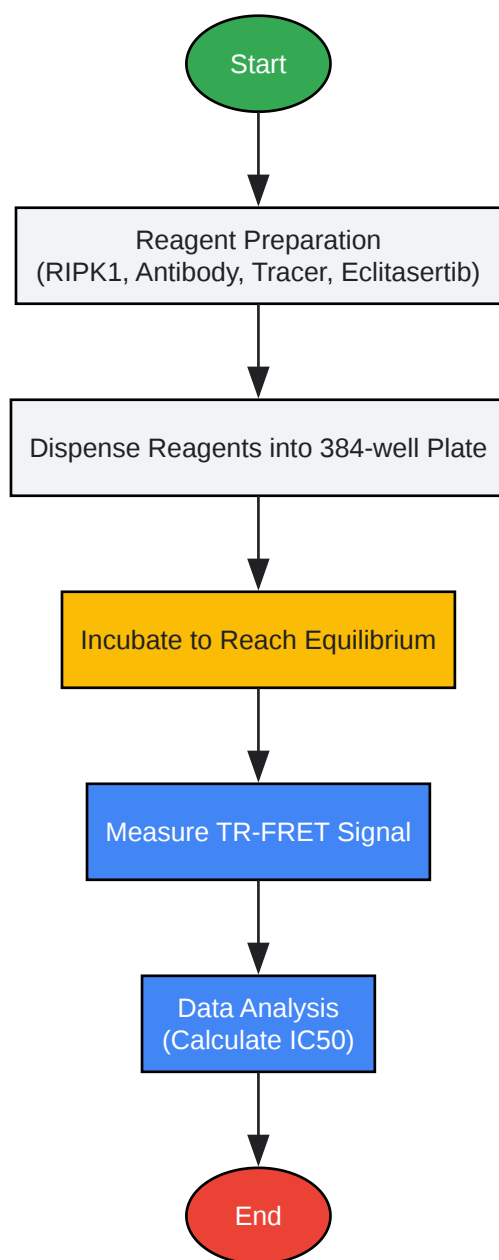 Start
Reagent Preparation
(RIPK1, Antibody, Tracer, Eclitasertib)
Dispense Reagents into 384-well Plate
Incubate to Reach Equilibrium
Measure TR-FRET Signal
Data Analysis
(Calculate IC50)
End